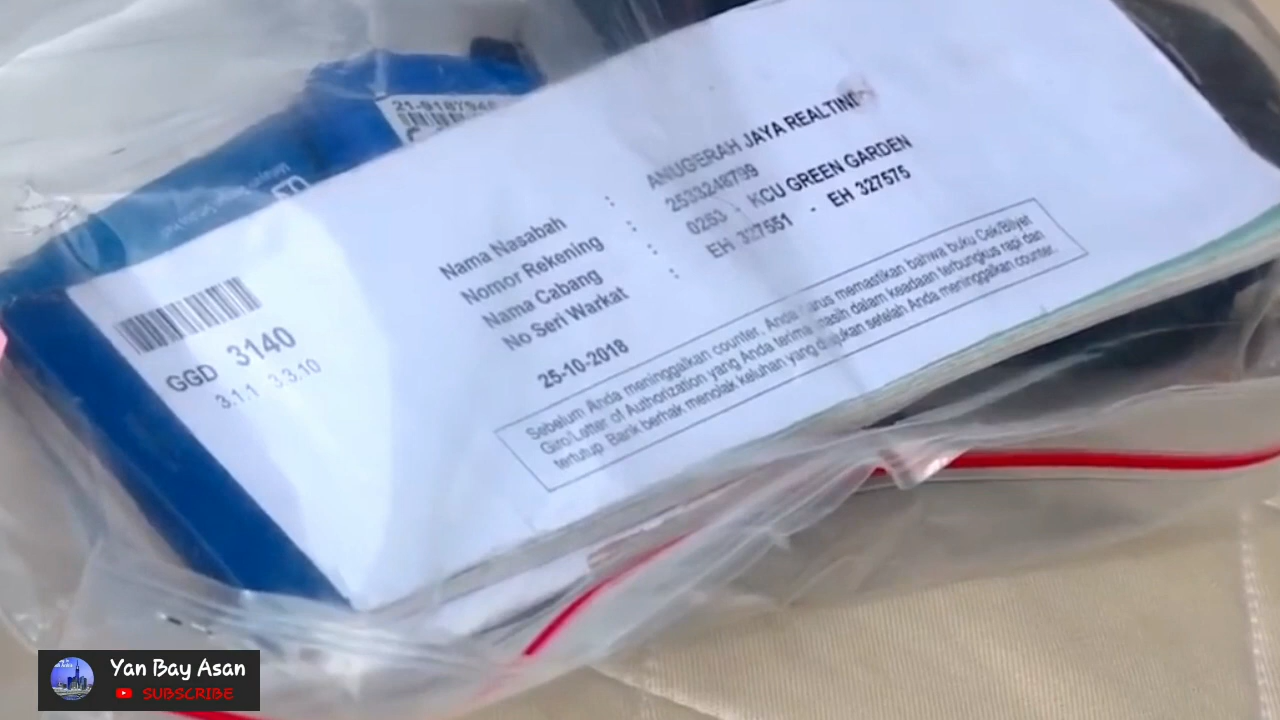 21-9187946
GGD 3140
3.1.1 3.3.10
Nama Nasabah : ANUGERAH JAYA REALTINDO
Nomor Rekening : 2533248799
Nama Cabang : 0253 - KCU GREEN GARDEN
No Seri Warkat : EH 327551 - EH 327575
25-10-2018
Sebelum Anda meninggalkan counter, Anda harus memastikan bahwa buku Cek/Bilyet
Giro/Letter of Authorization yang Anda terima masih dalam keadaan terbungkus rapi dan
tertutup. Bank berhak menolak keluhan yang diajukan setelah Anda meninggalkan counter.
Yan Bay Asan
SUBSCRIBE